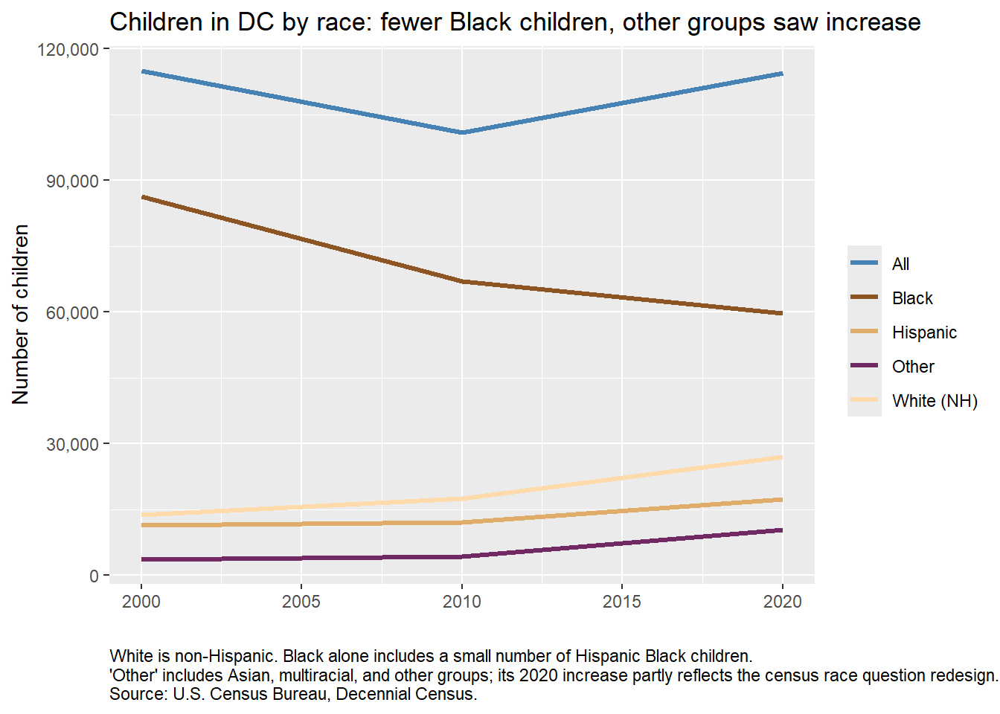 Children in DC by race: fewer Black children, other groups saw increase
120,000
90,000
60,000
30,000
0
Number of children
2000 2005 2010 2015 2020
All
Black
Hispanic
Other
White (NH)
White is non-Hispanic. Black alone includes a small number of Hispanic Black children.
'Other' includes Asian, multiracial, and other groups; its 2020 increase partly reflects the census race question redesign.
Source: U.S. Census Bureau, Decennial Census.